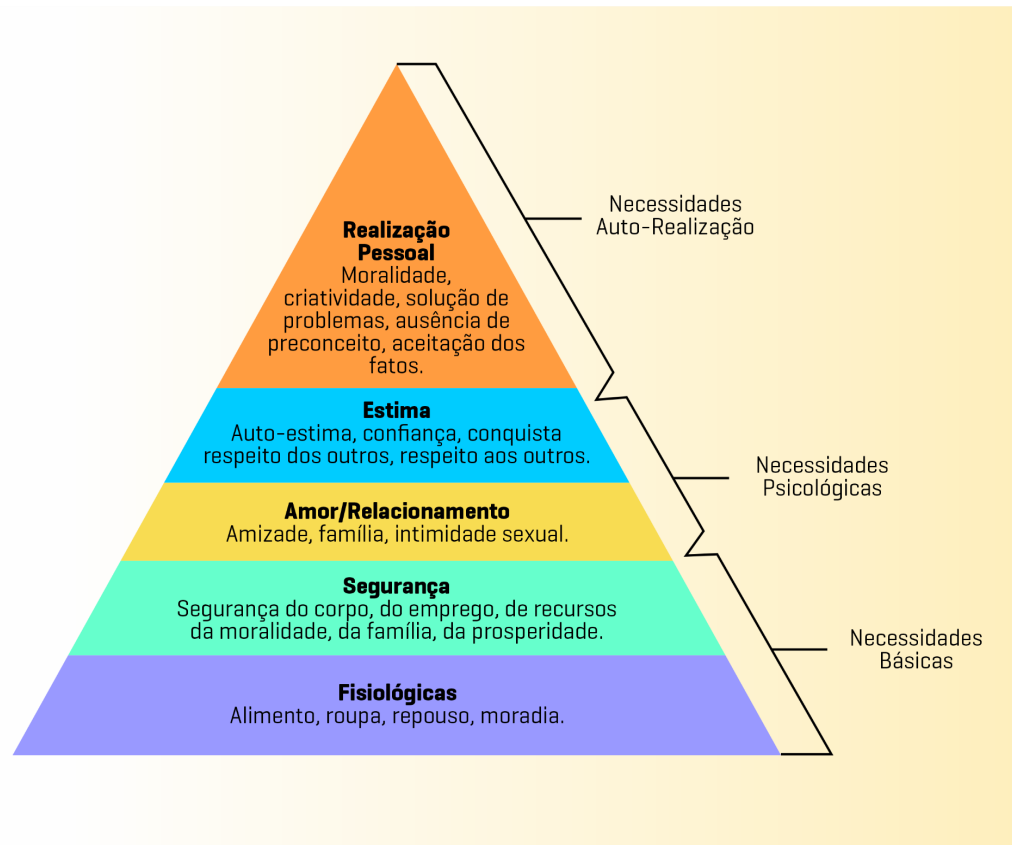 Realização
Pessoal
Moralidade,
criatividade, solução de
problemas, ausência de
preconceito, aceitação dos
fatos.
Necessidades
Auto-Realização
Estima
Auto-estima, confiança, conquista
respeito dos outros, respeito aos outros.
Necessidades
Psicológicas
Amor/Relacionamento
Amizade, família, intimidade sexual.
Segurança
Segurança do corpo, do emprego, de recursos
da moralidade, da família, da prosperidade.
Necessidades
Básicas
Fisiológicas
Alimento, roupa, repouso, moradia.